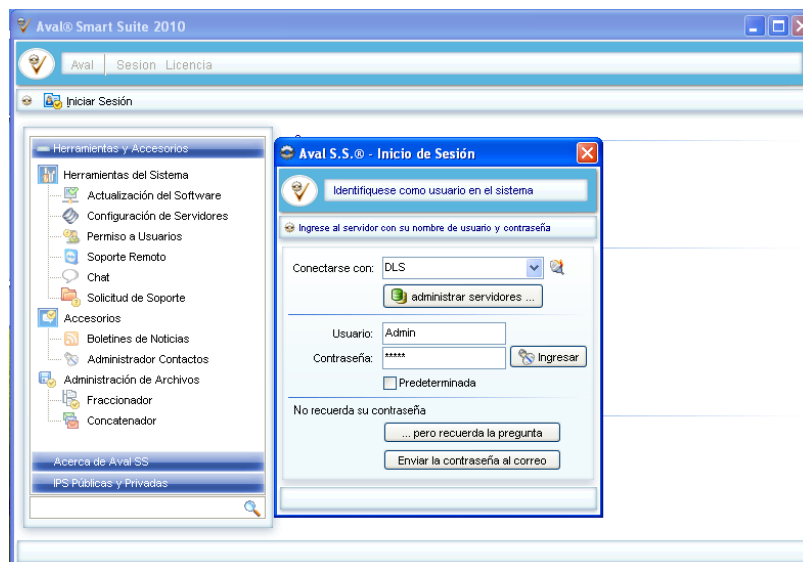 Aval® Smart Suite 2010
Aval Sesion Licencia
Iniciar Sesión
Herramientas y Accesorios
Herramientas del Sistema
Actualización del Software
Configuración de Servidores
Permiso a Usuarios
Soporte Remoto
Chat
Solicitud de Soporte
Accesorios
Boletines de Noticias
Administrador Contactos
Administración de Archivos
Fraccionador
Concatenador
Acerca de Aval SS
IPS Públicas y Privadas
Aval S.S.® - Inicio de Sesión
Identifiquese como usuario en el sistema
Ingrese al servidor con su nombre de usuario y contraseña
Conectarse con: DLS
administrar servidores ...
Usuario: Admin
Contraseña: ***** Ingresar
Predeterminada
No recuerda su contraseña
... pero recuerda la pregunta
Enviar la contraseña al correo